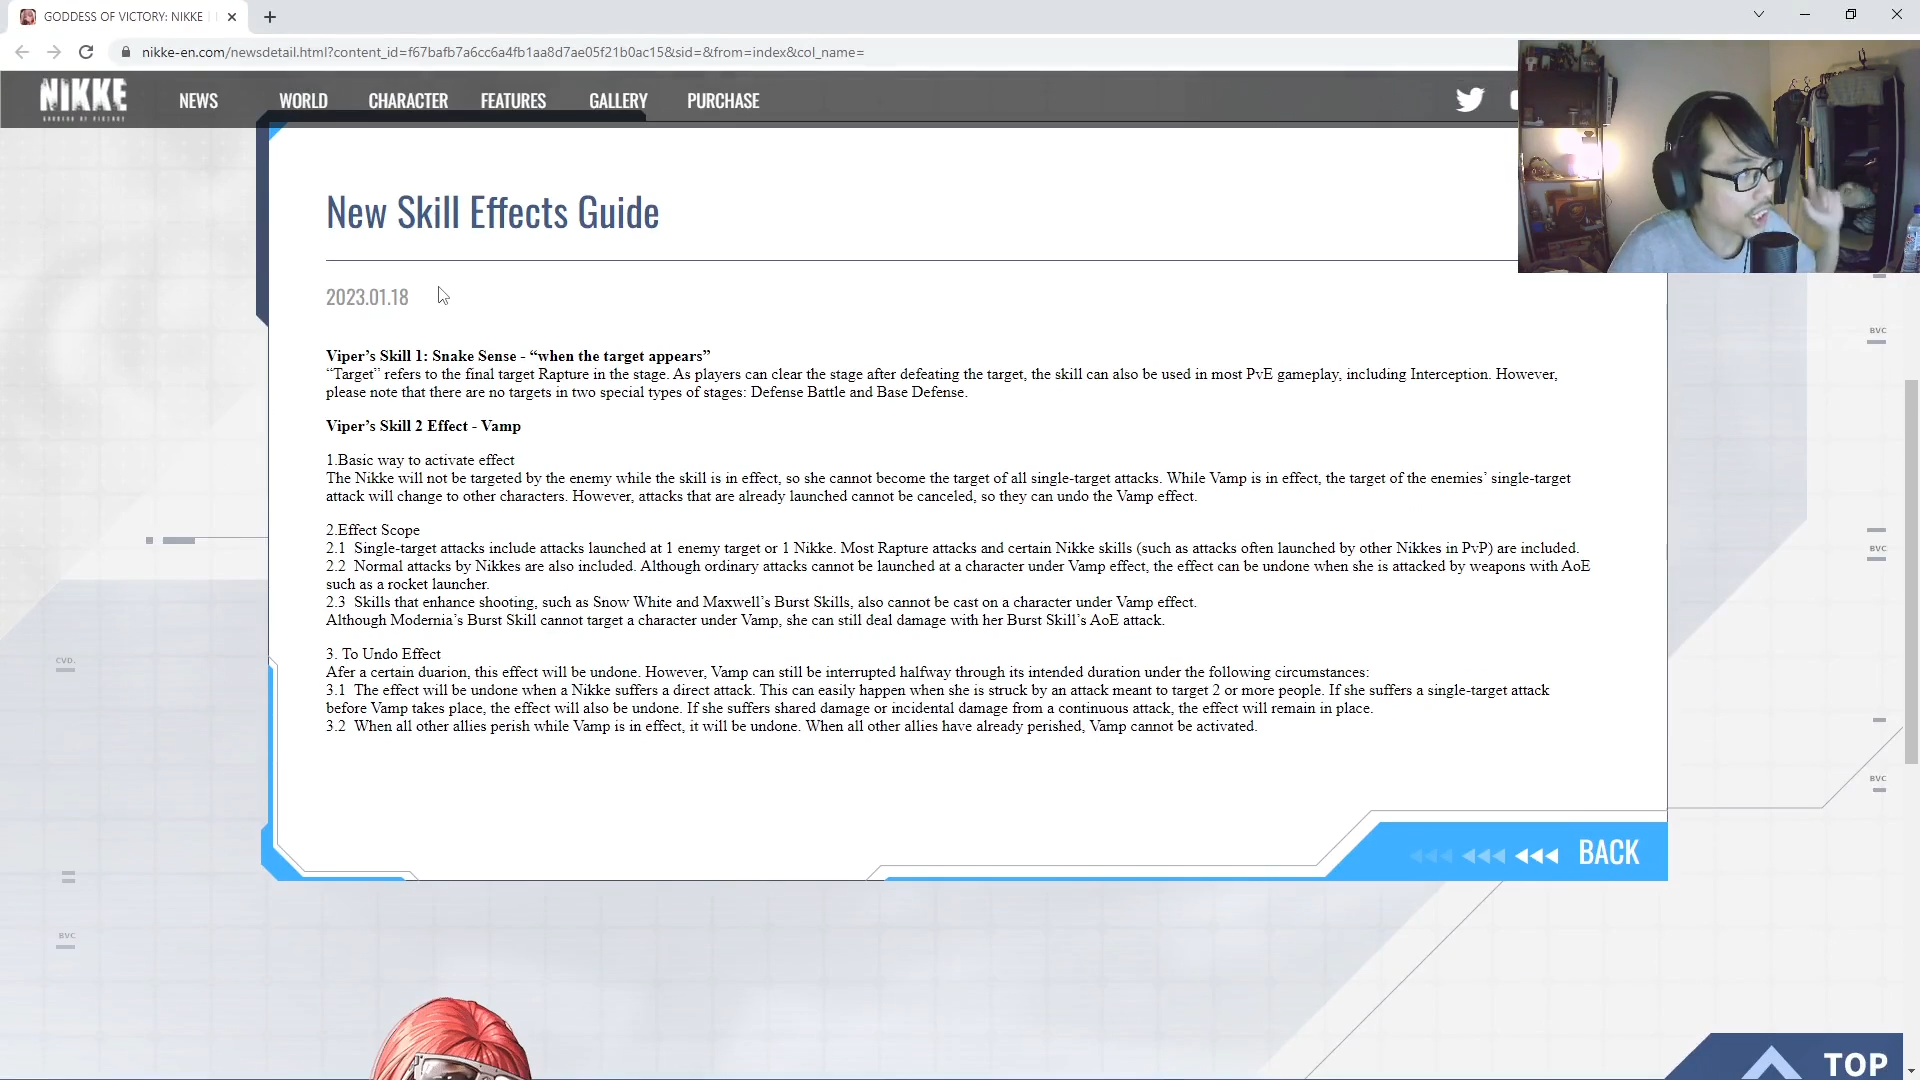 GODDESS OF VICTORY: NIKKE
nikke-en.com/newsdetail.html?content_id=f67bafb7a6cc6a4fb1aa8d7ae05f21b0ac15&sid=&from=index&col_name=
NIKKE
GODDESS OF VICTORY
NEWS
WORLD
CHARACTER
FEATURES
GALLERY
PURCHASE
New Skill Effects Guide
2023.01.18
Viper's Skill 1: Snake Sense - “when the target appears”
“Target” refers to the final target Rapture in the stage. As players can clear the stage after defeating the target, the skill can also be used in most PvE gameplay, including Interception. However,
please note that there are no targets in two special types of stages: Defense Battle and Base Defense.
Viper's Skill 2 Effect - Vamp
1.Basic way to activate effect
The Nikke will not be targeted by the enemy while the skill is in effect, so she cannot become the target of all single-target attacks. While Vamp is in effect, the target of the enemies’ single-target
attack will change to other characters. However, attacks that are already launched cannot be canceled, so they can undo the Vamp effect.
2.Effect Scope
2.1 Single-target attacks include attacks launched at 1 enemy target or 1 Nikke. Most Rapture attacks and certain Nikke skills (such as attacks often launched by other Nikkes in PvP) are included.
2.2 Normal attacks by Nikkes are also included. Although ordinary attacks cannot be launched at a character under Vamp effect, the effect can be undone when she is attacked by weapons with AoE
such as a rocket launcher.
2.3 Skills that enhance shooting, such as Snow White and Maxwell’s Burst Skills, also cannot be cast on a character under Vamp effect.
Although Modernia’s Burst Skill cannot target a character under Vamp, she can still deal damage with her Burst Skill’s AoE attack.
3. To Undo Effect
Afer a certain duarion, this effect will be undone. However, Vamp can still be interrupted halfway through its intended duration under the following circumstances:
3.1 The effect will be undone when a Nikke suffers a direct attack. This can easily happen when she is struck by an attack meant to target 2 or more people. If she suffers a single-target attack
before Vamp takes place, the effect will also be undone. If she suffers shared damage or incidental damage from a continuous attack, the effect will remain in place.
3.2 When all other allies perish while Vamp is in effect, it will be undone. When all other allies have already perished, Vamp cannot be activated.
BACK
TOP
CVD.
BVC
BVC
BVC
BVC